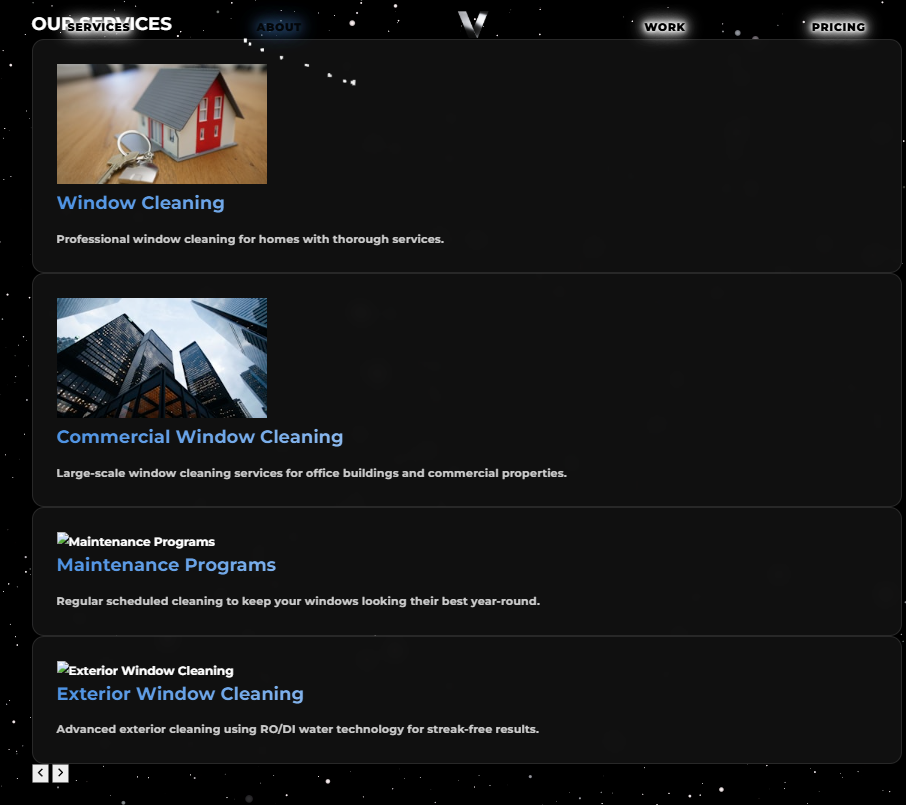 OUR SERVICES
SERVICES
ABOUT
V
WORK
PRICING
Window Cleaning
Professional window cleaning for homes with thorough services.
Commercial Window Cleaning
Large-scale window cleaning services for office buildings and commercial properties.
Maintenance Programs
Maintenance Programs
Regular scheduled cleaning to keep your windows looking their best year-round.
Exterior Window Cleaning
Exterior Window Cleaning
Advanced exterior cleaning using RO/DI water technology for streak-free results.